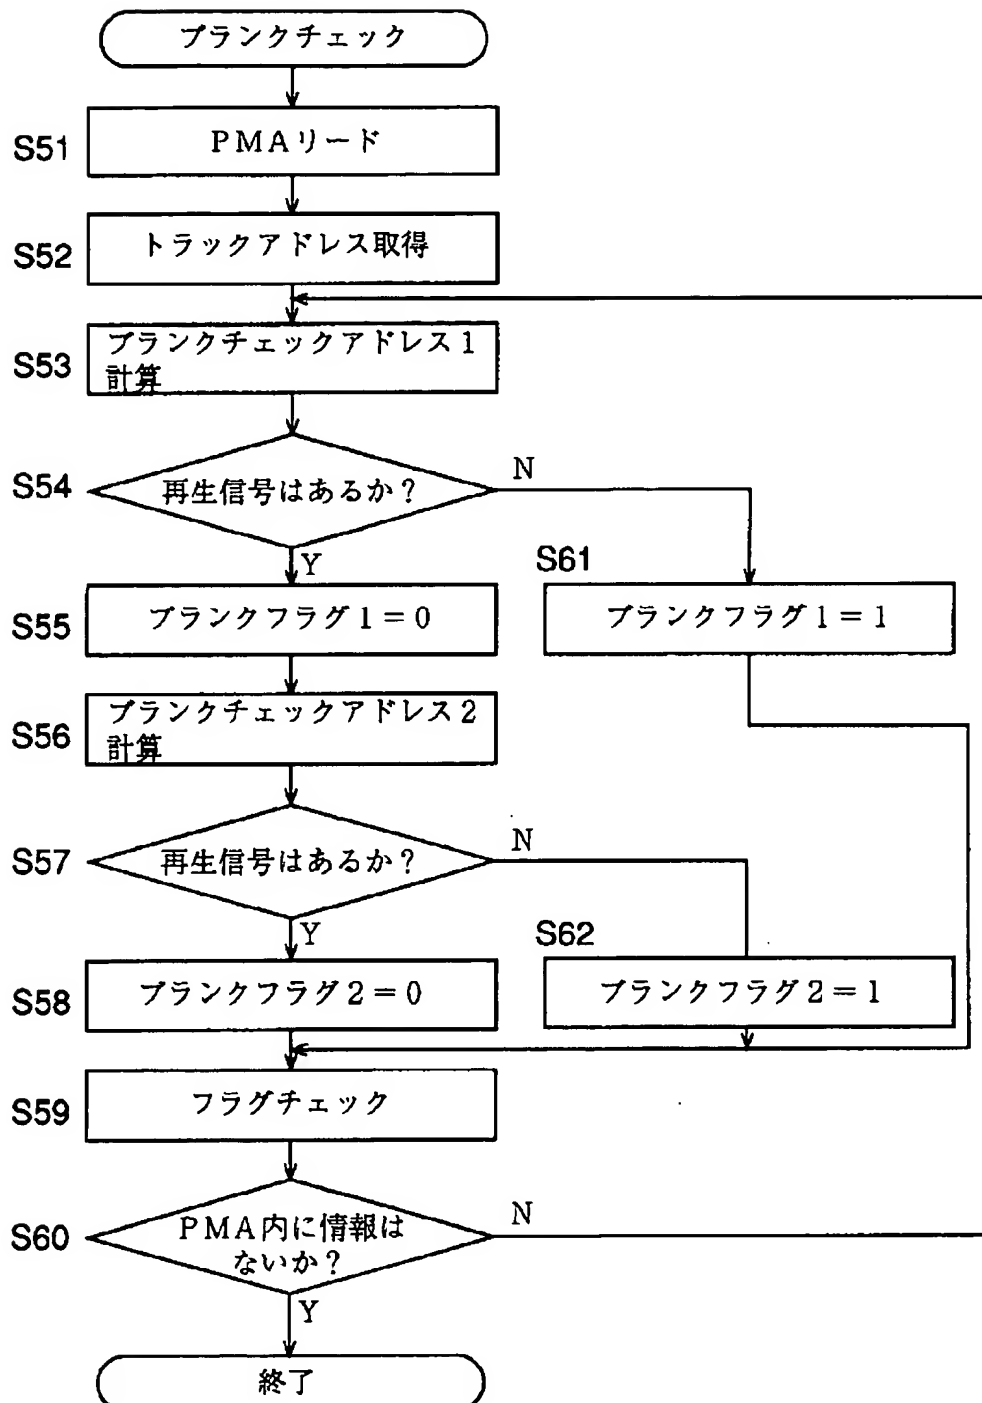 ブランクチェック
S51
PMAリード
S52
トラックアドレス取得
S53
ブランクチェックアドレス1
計算
S54
再生信号はあるか?
N
Y
S61
S55
ブランクフラグ1=0
ブランクフラグ1=1
S56
ブランクチェックアドレス2
計算
S57
再生信号はあるか?
N
Y
S62
S58
ブランクフラグ2=0
ブランクフラグ2=1
S59
フラグチェック
S60
PMA内に情報は
ないか?
N
Y
終了